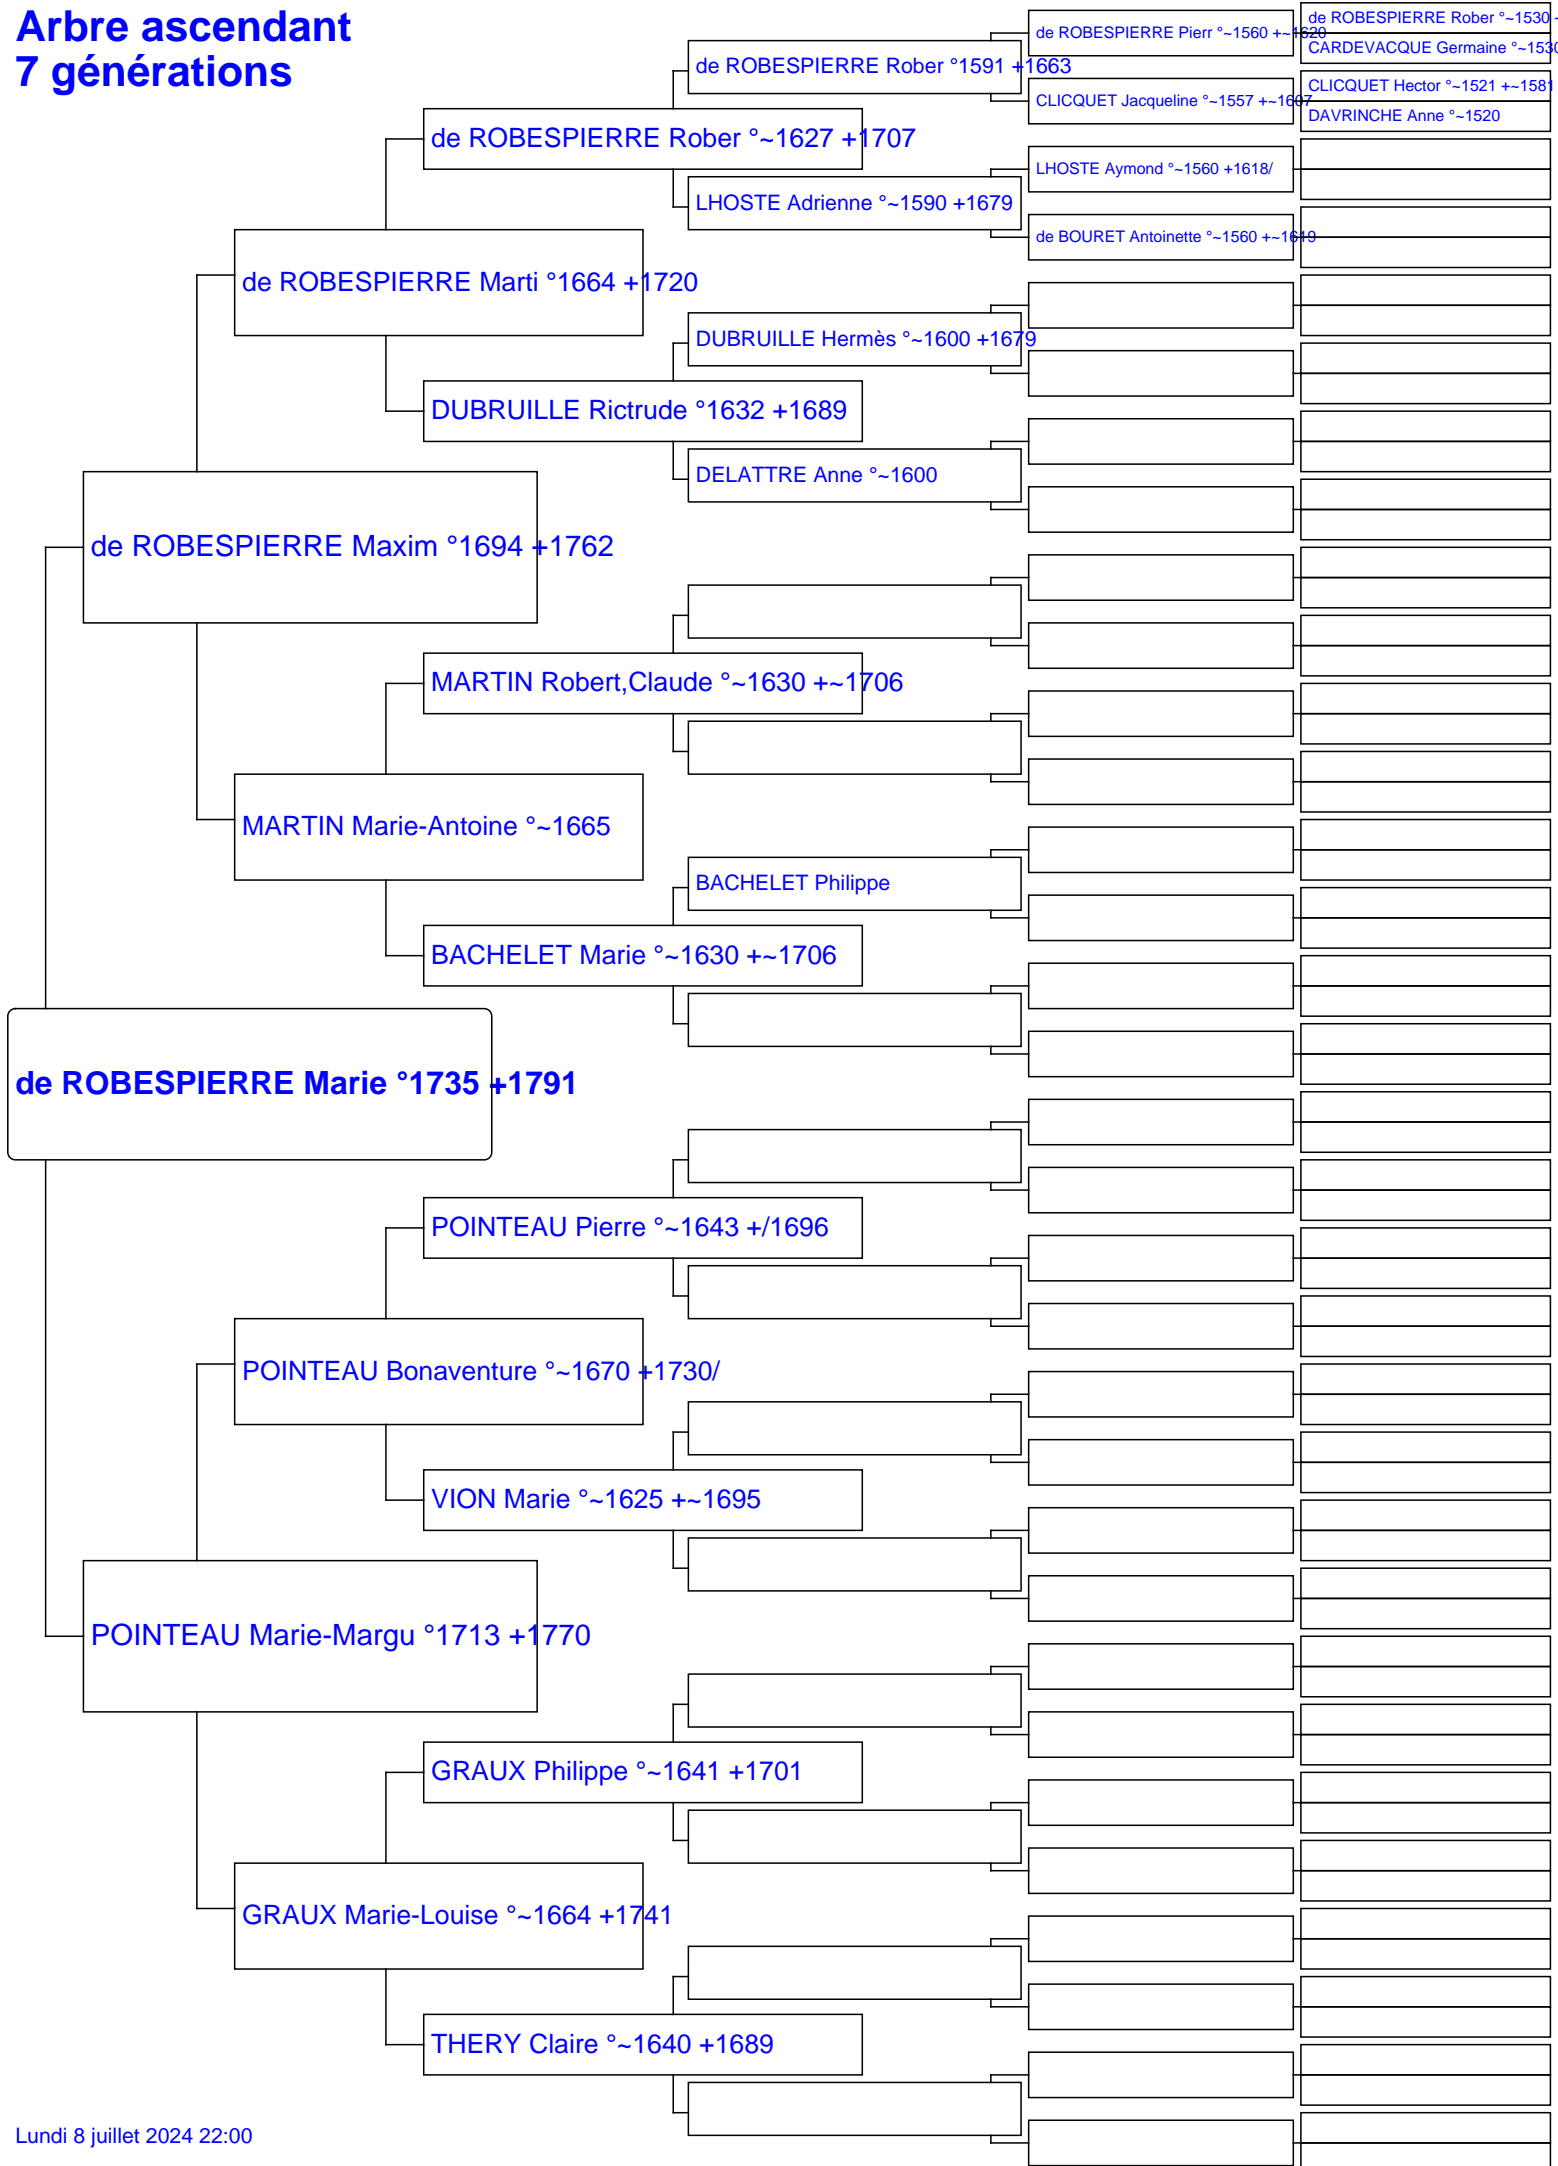 Arbre ascendant
7 générations
de ROBESPIERRE Rober °~1530 +
de ROBESPIERRE Pierr °~1560 +~1620
CARDEVACQUE Germaine °~1530
de ROBESPIERRE Rober °1591 +1663
CLICQUET Hector °~1521 +~1581
CLICQUET Jacqueline °~1557 +~1607
DAVRINCHE Anne °~1520
de ROBESPIERRE Rober °~1627 +1707
LHOSTE Aymond °~1560 +1618/
LHOSTE Adrienne °~1590 +1679
de BOURET Antoinette °~1560 +~1619
de ROBESPIERRE Marti °1664 +1720
DUBRUILLE Hermès °~1600 +1679
DUBRUILLE Rictrude °1632 +1689
DELATTRE Anne °~1600
de ROBESPIERRE Maxim °1694 +1762
MARTIN Robert,Claude °~1630 +~1706
MARTIN Marie-Antoine °~1665
BACHELET Philippe
BACHELET Marie °~1630 +~1706
de ROBESPIERRE Marie °1735 +1791
POINTEAU Pierre °~1643 +/1696
POINTEAU Bonaventure °~1670 +1730/
VION Marie °~1625 +~1695
POINTEAU Marie-Margu °1713 +1770
GRAUX Philippe °~1641 +1701
GRAUX Marie-Louise °~1664 +1741
THERY Claire °~1640 +1689
Lundi 8 juillet 2024 22:00